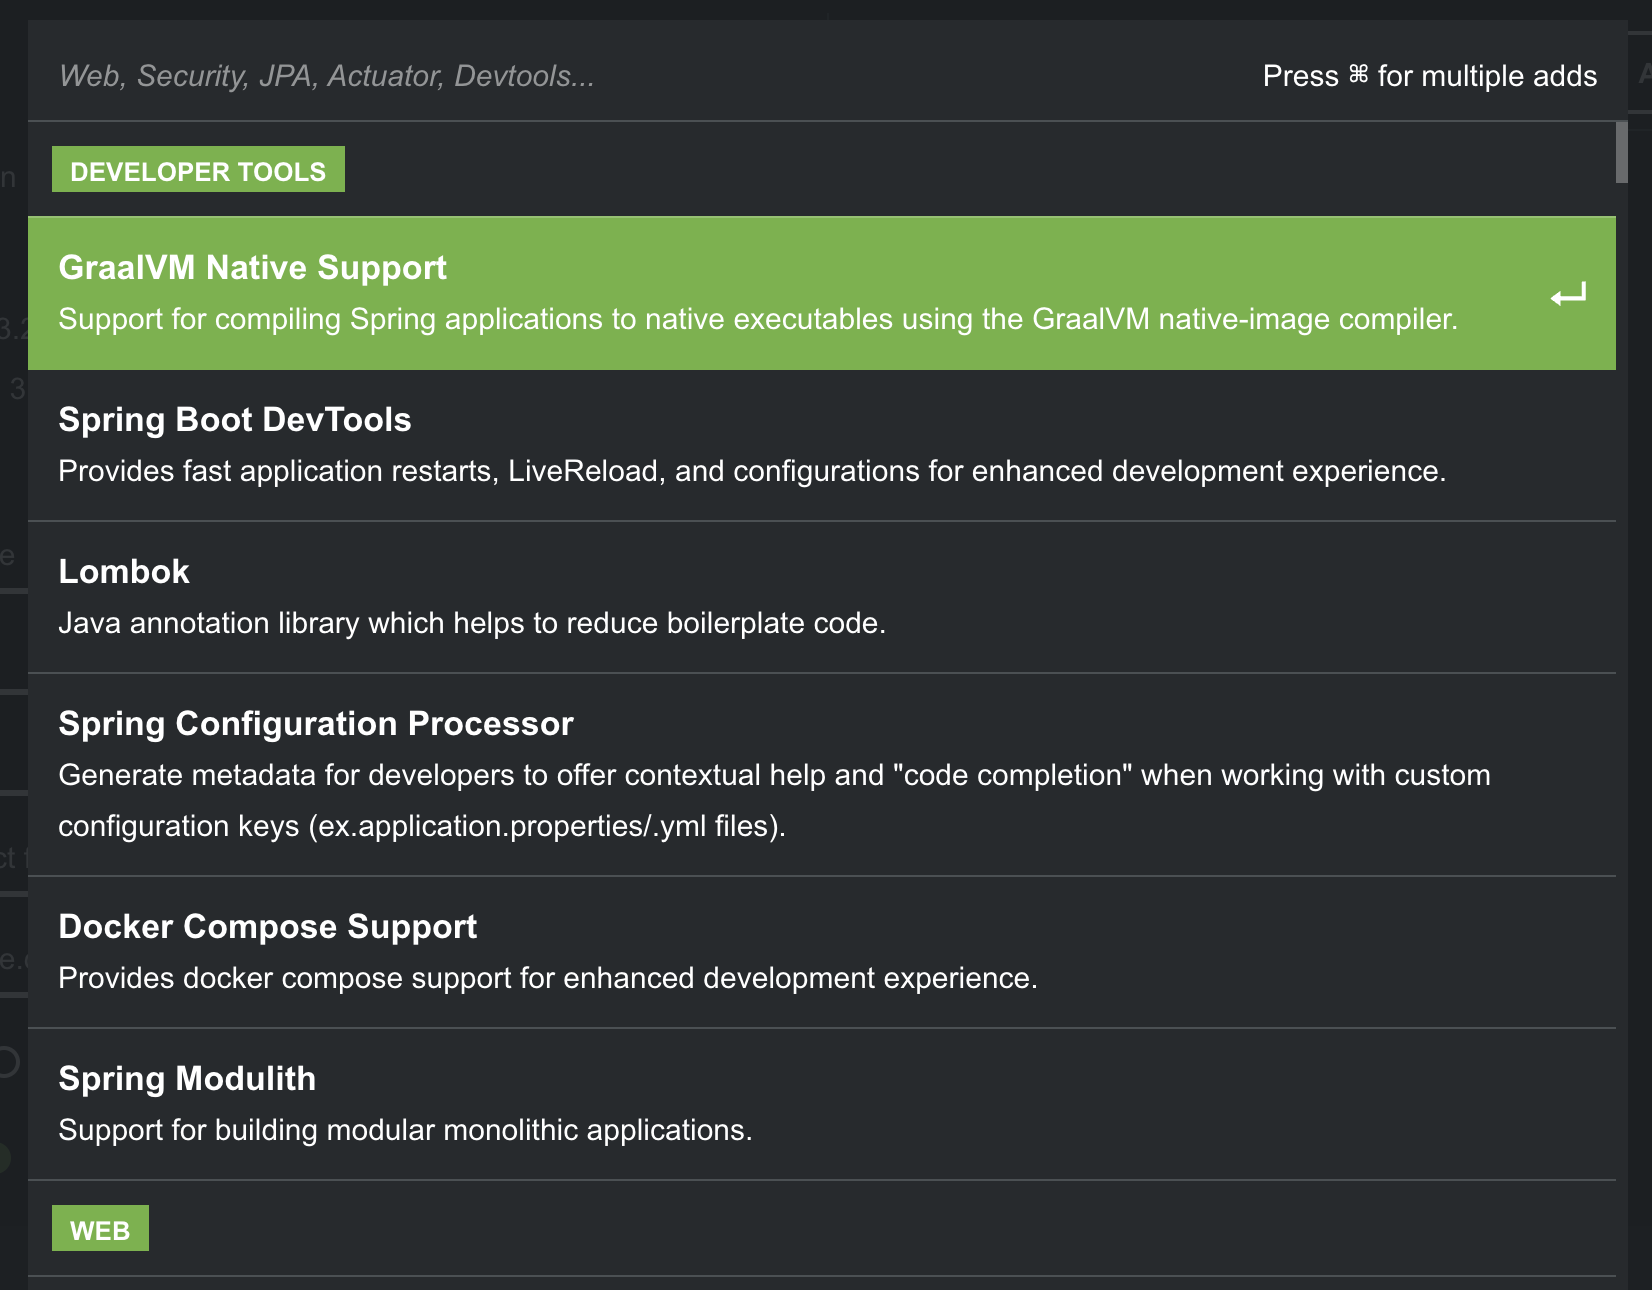 Web, Security, JPA, Actuator, Devtools...
Press ⌘ for multiple adds
DEVELOPER TOOLS
GraalVM Native Support
Support for compiling Spring applications to native executables using the GraalVM native-image compiler.
Spring Boot DevTools
Provides fast application restarts, LiveReload, and configurations for enhanced development experience.
Lombok
Java annotation library which helps to reduce boilerplate code.
Spring Configuration Processor
Generate metadata for developers to offer contextual help and "code completion" when working with custom
configuration keys (ex.application.properties/.yml files).
Docker Compose Support
Provides docker compose support for enhanced development experience.
Spring Modulith
Support for building modular monolithic applications.
WEB